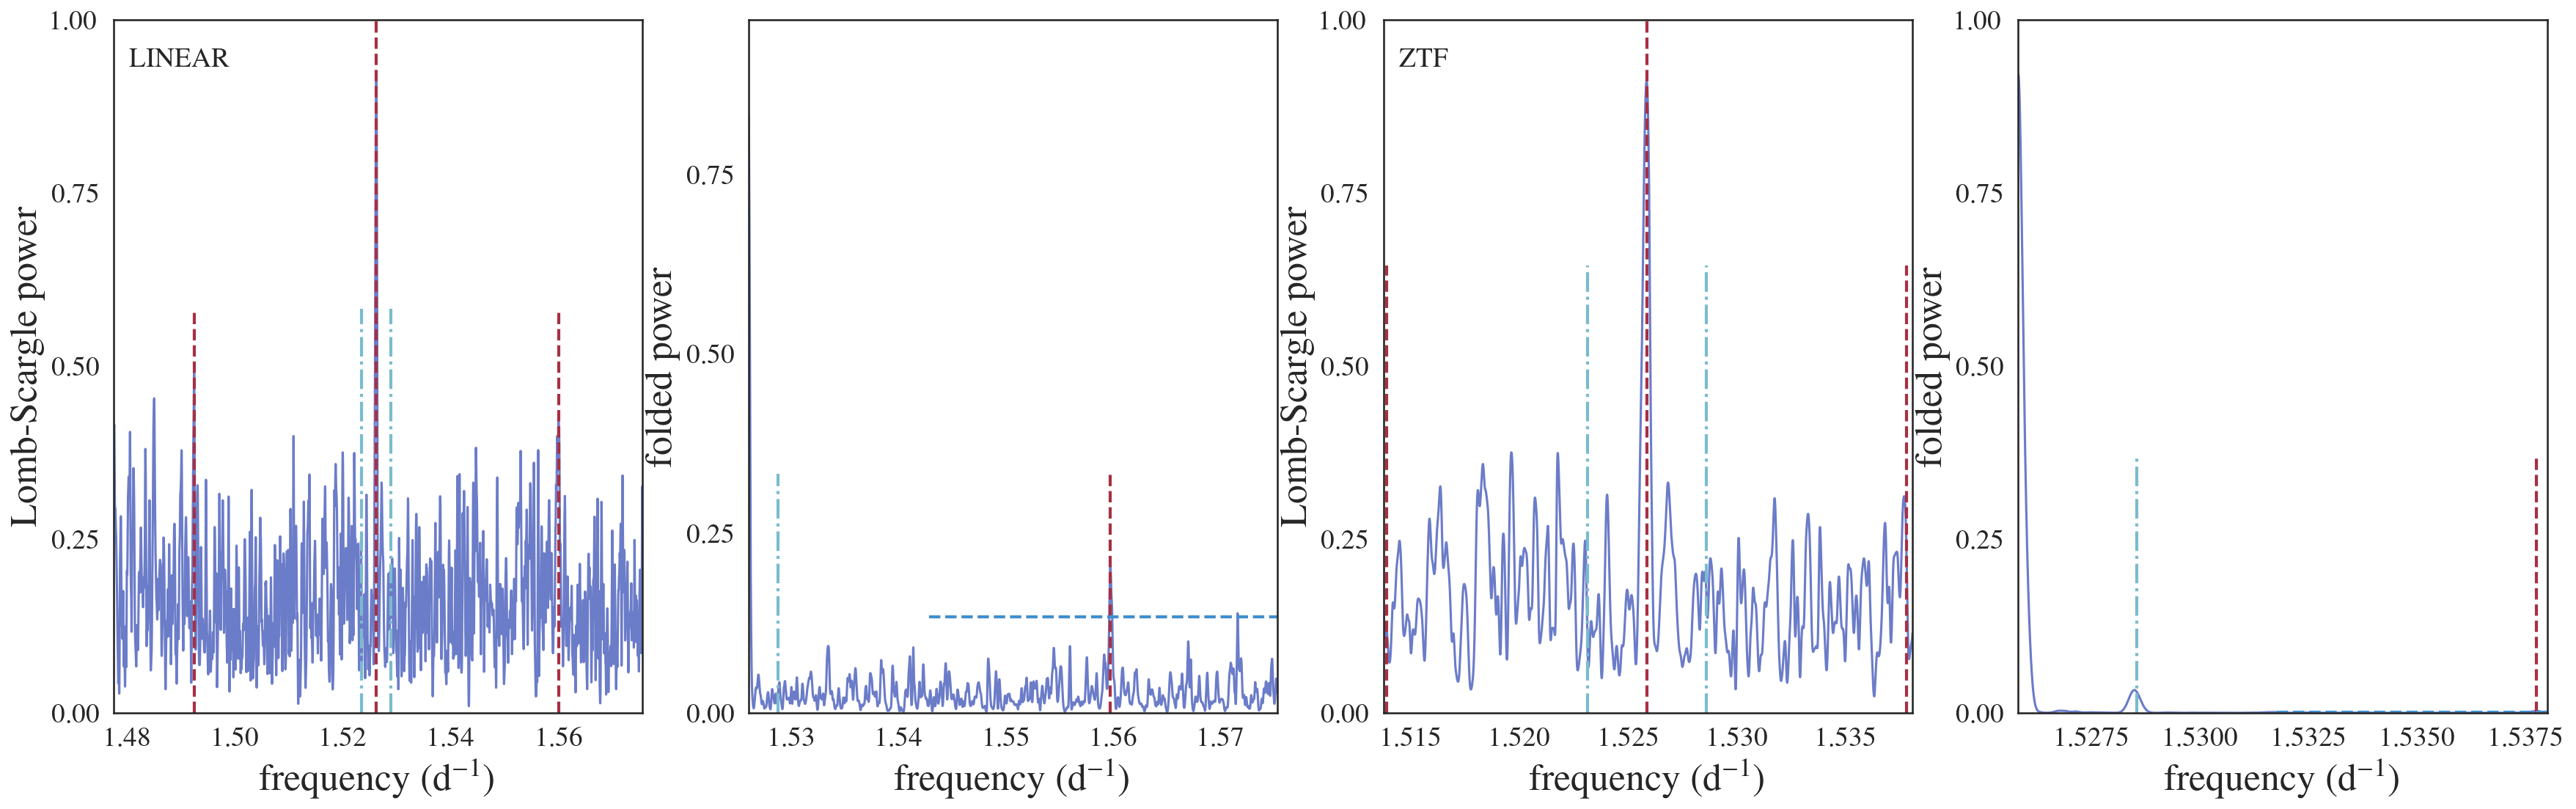 LINEAR
Lomb-Scargle power
1.00
0.75
0.50
0.25
0.00
1.48 1.50 1.52 1.54 1.56
frequency (d⁻¹)
folded power
0.75
0.50
0.25
0.00
1.53 1.54 1.55 1.56 1.57
frequency (d⁻¹)
ZTF
Lomb-Scargle power
1.00
0.75
0.50
0.25
0.00
1.515 1.520 1.525 1.530 1.535
frequency (d⁻¹)
folded power
1.00
0.75
0.50
0.25
0.00
1.5275 1.5300 1.5325 1.5350 1.5375
frequency (d⁻¹)